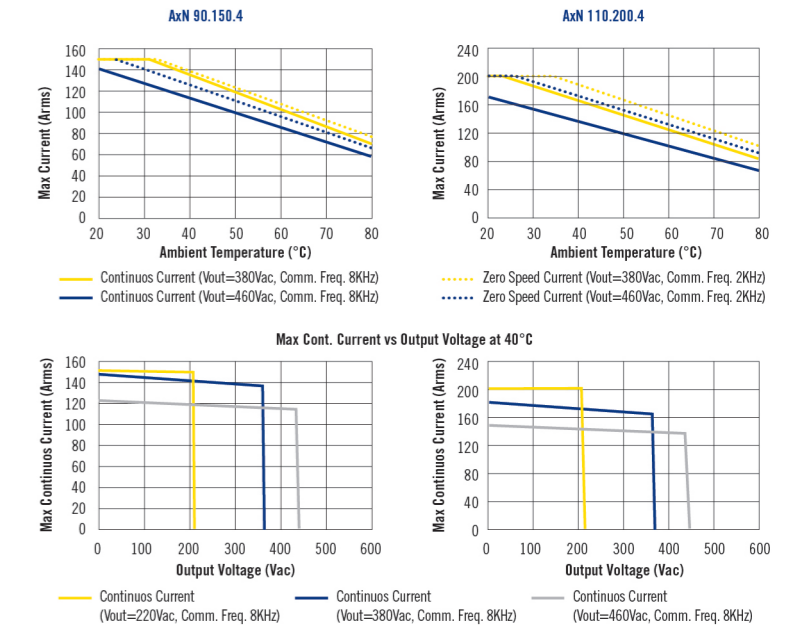 AxN 90.150.4
AxN 110.200.4
Max Current (Arms)
160
140
120
100
80
60
40
20
0
20 30 40 50 60 70 80
Ambient Temperature (°C)
Max Current (Arms)
240
200
160
120
80
40
0
20 30 40 50 60 70 80
Ambient Temperature (°C)
Continuos Current (Vout=380Vac, Comm. Freq. 8KHz)
Continuos Current (Vout=460Vac, Comm. Freq. 8KHz)
Zero Speed Current (Vout=380Vac, Comm. Freq. 2KHz)
Zero Speed Current (Vout=460Vac, Comm. Freq. 2KHz)
Max Cont. Current vs Output Voltage at 40°C
Max Continuos Current (Arms)
160
140
120
100
80
60
40
20
0
0 100 200 300 400 500 600
Output Voltage (Vac)
Max Continuos Current (Arms)
240
200
160
120
80
40
0
0 100 200 300 400 500 600
Output Voltage (Vac)
Continuos Current
(Vout=220Vac, Comm. Freq. 8KHz)
Continuos Current
(Vout=380Vac, Comm. Freq. 8KHz)
Continuos Current
(Vout=460Vac, Comm. Freq. 8KHz)